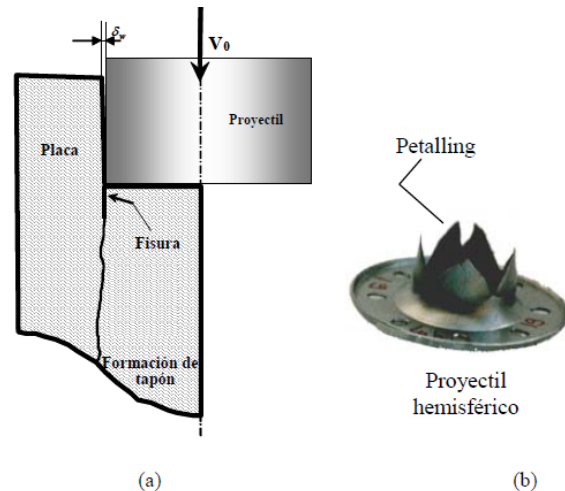 δw
V0
Proyectil
Placa
Fisura
Formación de
tapón
(a)
Petalling
Proyectil
hemisférico
(b)